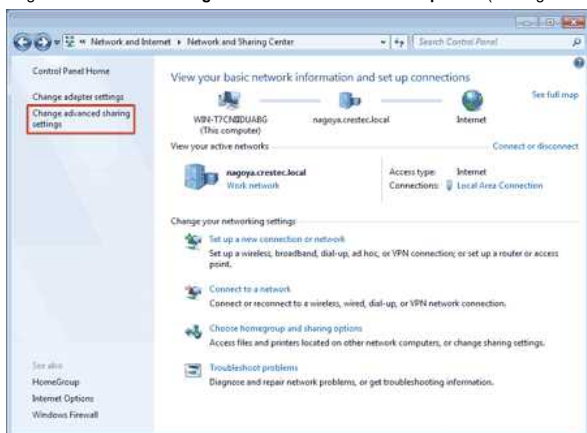 Network and Internet ▸ Network and Sharing Center
Search Control Panel
Control Panel Home
Change adapter settings
Change advanced sharing
settings
See also
HomeGroup
Internet Options
Windows Firewall
View your basic network information and set up connections
See full map
nagoya.crestec.local
Internet
(This computer)
View your active networks
Connect or disconnect
nagoya.crestec.local
Work network
Access type: Internet
Connections: Local Area Connection
Change your networking settings
Set up a new connection or network
Set up a wireless, broadband, dial-up, ad hoc, or VPN connection; or set up a router or access
point.
Connect to a network
Connect or reconnect to a wireless, wired, dial-up, or VPN network connection.
Choose homegroup and sharing options
Access files and printers located on other network computers, or change sharing settings.
Troubleshoot problems
Diagnose and repair network problems, or get troubleshooting information.